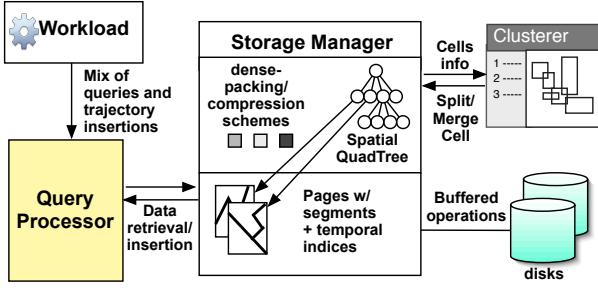 Workload
Mix of
queries and
trajectory
insertions
Query
Processor
Data
retrieval/
insertion
Storage Manager
dense-
packing/
compression
schemes
Spatial
QuadTree
Pages w/
segments
+ temporal
indices
Cells
info
Split/
Merge
Cell
Clusterer
1 -----
2 -----
3 -----
Buffered
operations
disks